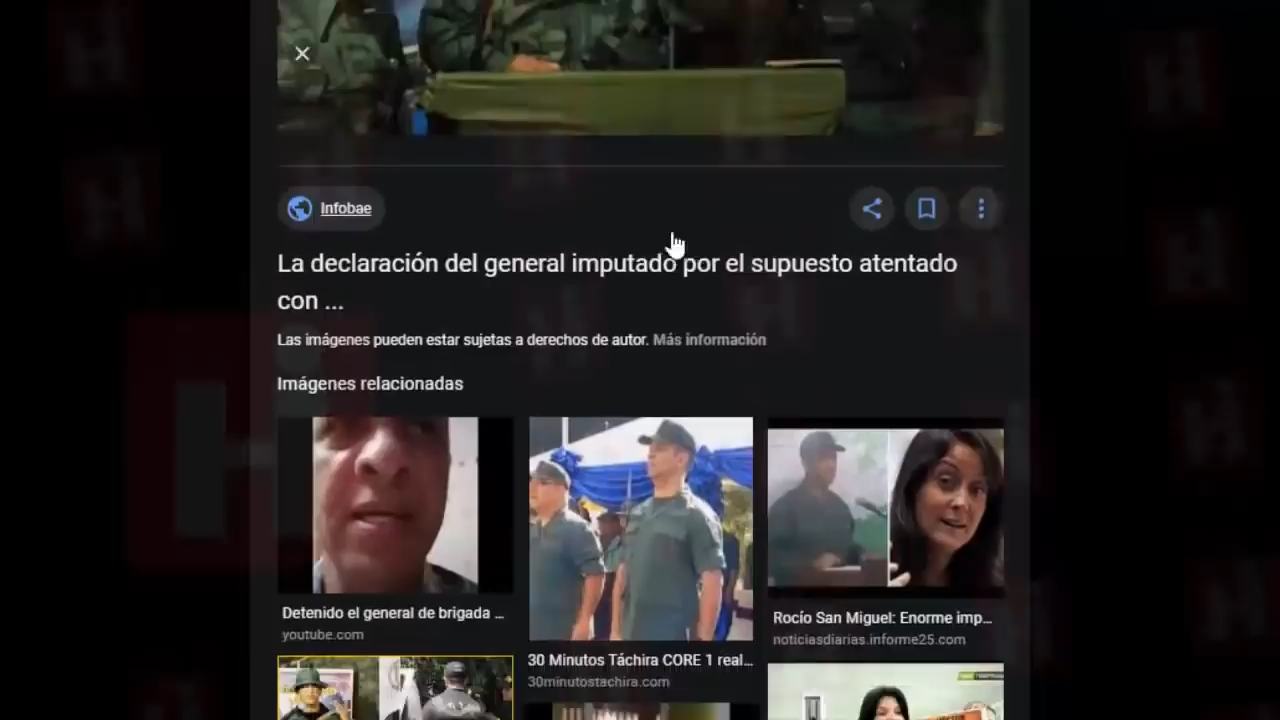 Infobae
La declaración del general imputado por el supuesto atentado
con ...
Las imágenes pueden estar sujetas a derechos de autor. Más información
Imágenes relacionadas
Detenido el general de brigada ...
youtube.com
30 Minutos Táchira CORE 1 real...
30minutostachira.com
Rocío San Miguel: Enorme imp...
noticiasdiarias.informe25.com